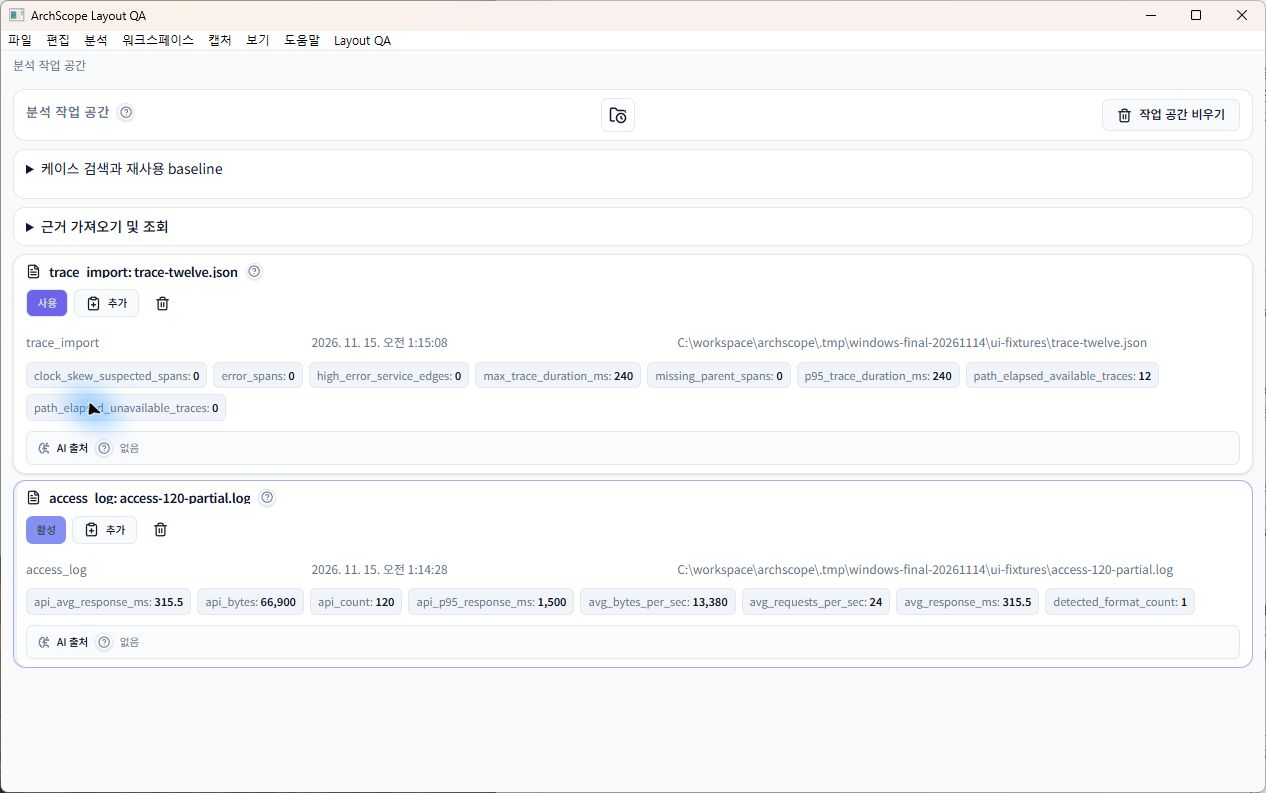 ArchScope Layout QA
파일 편집 분석 워크스페이스 캡처 보기 도움말 Layout QA
분석 작업 공간
분석 작업 공간 작업 공간 비우기
케이스 검색과 재사용 baseline
근거 가져오기 및 조회
trace_import: trace-twelve.json
사용 추가
trace_import 2026. 11. 15. 오전 1:15:08 C:\workspace\archscope\.tmp\windows-final-20261114\ui-fixtures\trace-twelve.json
clock_skew_suspected_spans: 0 error_spans: 0 high_error_service_edges: 0 max_trace_duration_ms: 240 missing_parent_spans: 0 p95_trace_duration_ms: 240 path_elapsed_available_traces: 12
path_elapsed_unavailable_traces: 0
AI 출처 없음
access_log: access-120-partial.log
활성 추가
access_log 2026. 11. 15. 오전 1:14:28 C:\workspace\archscope\.tmp\windows-final-20261114\ui-fixtures\access-120-partial.log
api_avg_response_ms: 315.5 api_bytes: 66,900 api_count: 120 api_p95_response_ms: 1,500 avg_bytes_per_sec: 13,380 avg_requests_per_sec: 24 avg_response_ms: 315.5 detected_format_count: 1
AI 출처 없음